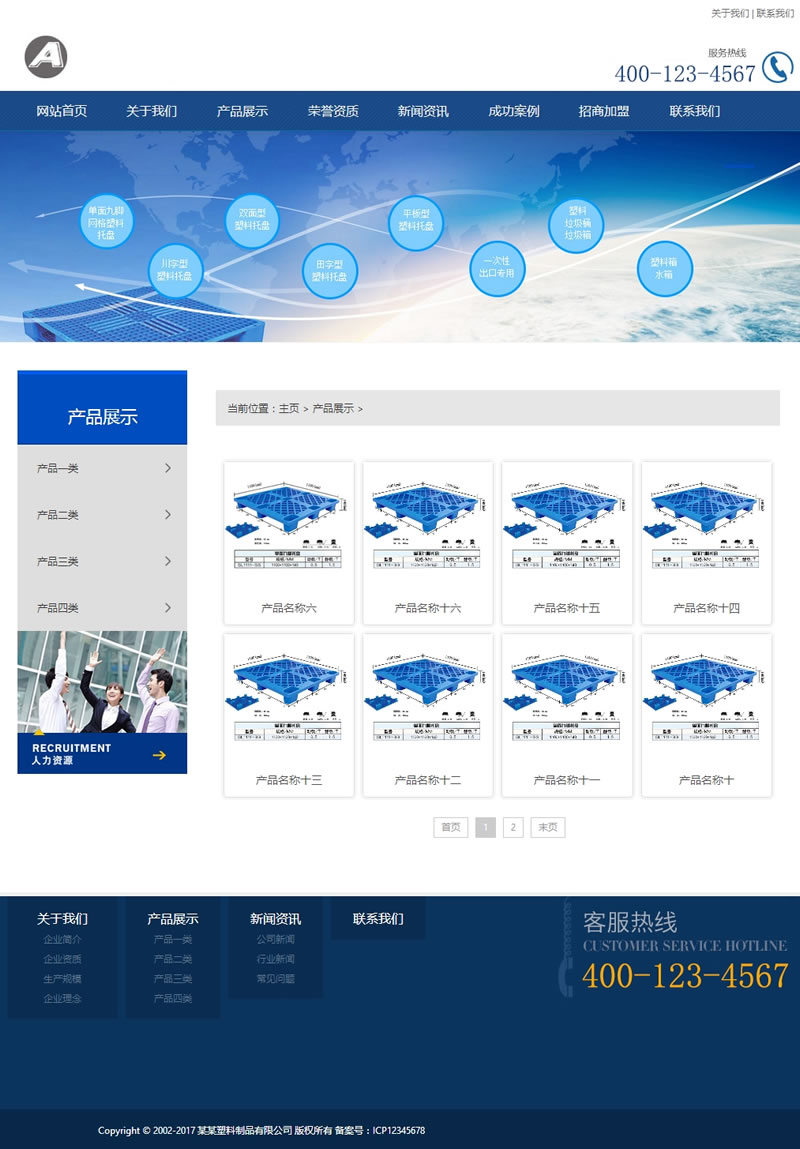 关于我们 | 联系我们
A
服务热线
400-123-4567
网站首页 关于我们 产品展示 荣誉资质 新闻资讯 成功案例 招商加盟 联系我们
单面九脚
网格塑料
托盘
双面型
塑料托盘
平板型
塑料托盘
塑料
垃圾桶
垃圾箱
川字型
塑料托盘
田字型
塑料托盘
一次性
出口专用
塑料箱
水箱
产品展示
当前位置：主页 > 产品展示 >
产品一类
产品二类
产品三类
产品四类
RECRUITMENT
人力资源
产品名称六 产品名称十六 产品名称十五 产品名称十四
产品名称十三 产品名称十二 产品名称十一 产品名称十
首页 1 2 末页
关于我们
企业简介
企业资质
生产规模
企业理念
产品展示
产品一类
产品二类
产品三类
产品四类
新闻资讯
公司新闻
行业新闻
常见问题
联系我们
客服热线
CUSTOMER SERVICE HOTLINE
400-123-4567
Copyright © 2002-2017 某某塑料制品有限公司 版权所有 备案号：ICP12345678